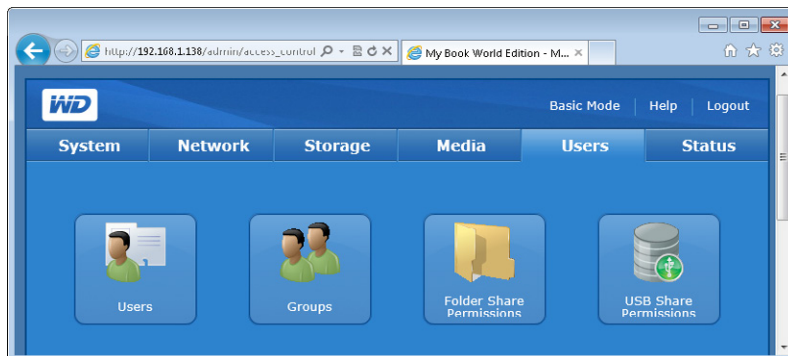 http://192.168.1.138/admin/access_control
My Book World Edition - M...
WD
Basic Mode | Help | Logout
System Network Storage Media Users Status
Users Groups Folder Share Permissions USB Share Permissions